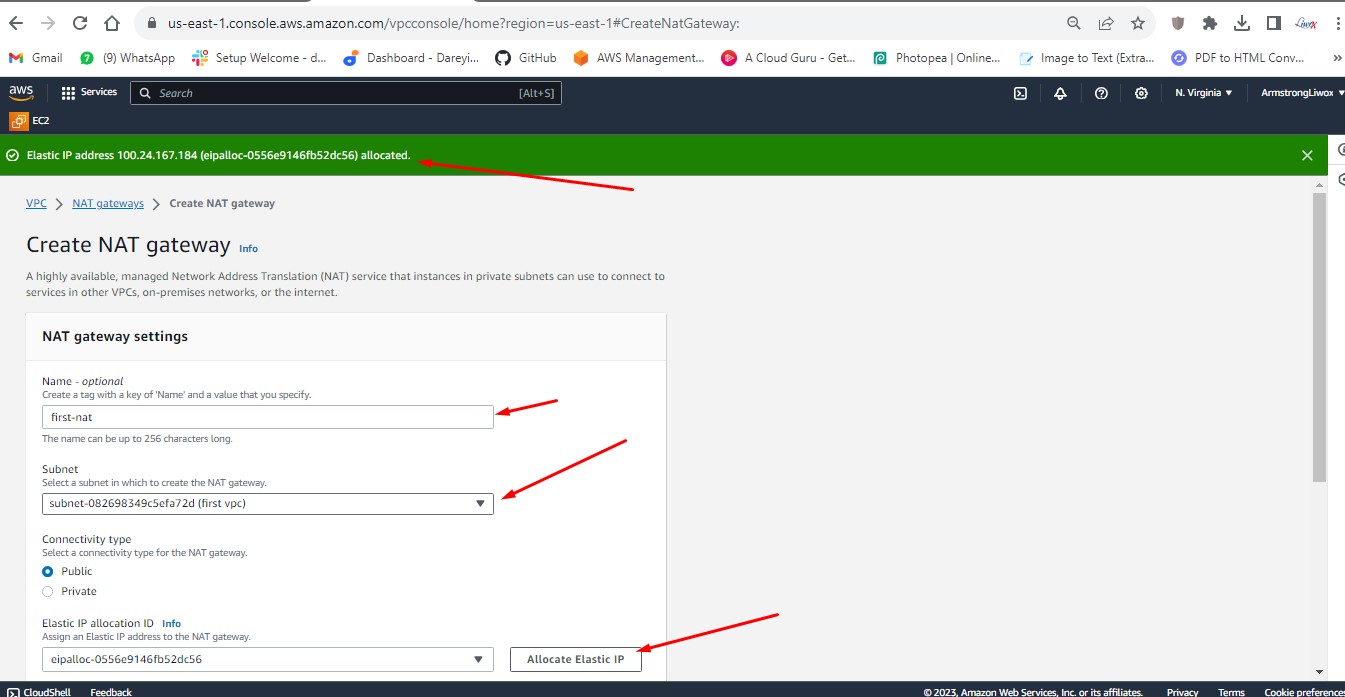 us-east-1.console.aws.amazon.com/vpcconsole/home?region=us-east-1#CreateNatGateway:
Gmail (9) WhatsApp Setup Welcome - d... Dashboard - Dareyi... GitHub AWS Management... A Cloud Guru - Get... Photopea | Online... Image to Text (Extra... PDF to HTML Conv... »
aws Services Search [Alt+S] N. Virginia ArmstrongLiwox
EC2
Elastic IP address 100.24.167.184 (eipalloc-0556e9146fb52dc56) allocated.
VPC > NAT gateways > Create NAT gateway
Create NAT gateway Info
A highly available, managed Network Address Translation (NAT) service that instances in private subnets can use to connect to
services in other VPCs, on-premises networks, or the internet.
NAT gateway settings
Name - optional
Create a tag with a key of 'Name' and a value that you specify.
first-nat
The name can be up to 256 characters long.
Subnet
Select a subnet in which to create the NAT gateway.
subnet-082698349c5efa72d (first vpc)
Connectivity type
Select a connectivity type for the NAT gateway.
Public
Private
Elastic IP allocation ID Info
Assign an Elastic IP address to the NAT gateway.
eipalloc-0556e9146fb52dc56 Allocate Elastic IP
CloudShell Feedback © 2023, Amazon Web Services, Inc. or its affiliates. Privacy Terms Cookie preferences